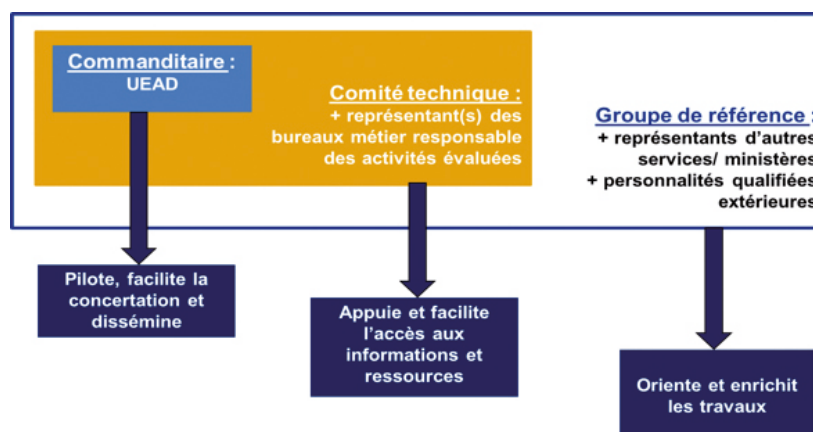 Commanditaire :
UEAD
Comité technique :
+ représentant(s) des
bureaux métier responsable
des activités évaluées
Groupe de référence :
+ représentants d'autres
services/ ministères
+ personnalités qualifiées
extérieures
Pilote, facilite la
concertation et
dissémine
Appuie et facilite
l'accès aux
informations et
ressources
Oriente et enrichit
les travaux